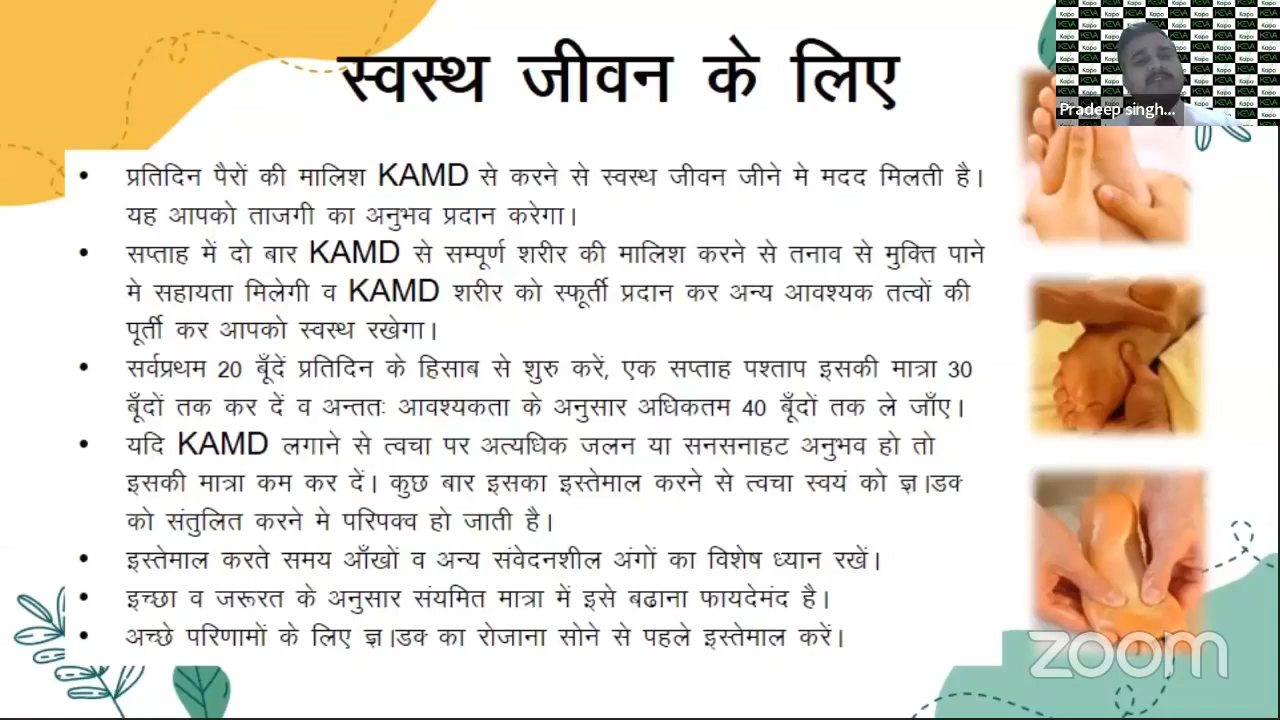 स्वस्थ जीवन के लिए
Pradeep singh...
• प्रतिदिन पैरों की मालिश KAMD से करने से स्वस्थ जीवन जीने मे मदद मिलती है।
यह आपको ताजगी का अनुभव प्रदान करेगा।
• सप्ताह में दो बार KAMD से सम्पूर्ण शरीर की मालिश करने से तनाव से मुक्ति पाने
मे सहायता मिलेगी व KAMD शरीर को स्फूर्ती प्रदान कर अन्य आवश्यक तत्वों की
पूर्ती कर आपको स्वस्थ रखेगा।
• सर्वप्रथम 20 बूँदें प्रतिदिन के हिसाब से शुरु करें, एक सप्ताह पश्ताप इसकी मात्रा 30
बूँदों तक कर दें व अन्ततः आवश्यकता के अनुसार अधिकतम 40 बूँदों तक ले जाँए।
• यदि KAMD लगाने से त्वचा पर अत्यधिक जलन या सनसनाहट अनुभव हो तो
इसकी मात्रा कम कर दें। कुछ बार इसका इस्तेमाल करने से त्वचा स्वयं को ज्ञ।डक्
को संतुलित करने मे परिपक्व हो जाती है।
• इस्तेमाल करते समय आँखों व अन्य संवेदनशील अंगों का विशेष ध्यान रखें।
• इच्छा व जरूरत के अनुसार संयमित मात्रा में इसे बढाना फायदेमंद है।
• अच्छे परिणामों के लिए ज्ञ।डक् का रोजाना सोने से पहले इस्तेमाल करें।
zoom